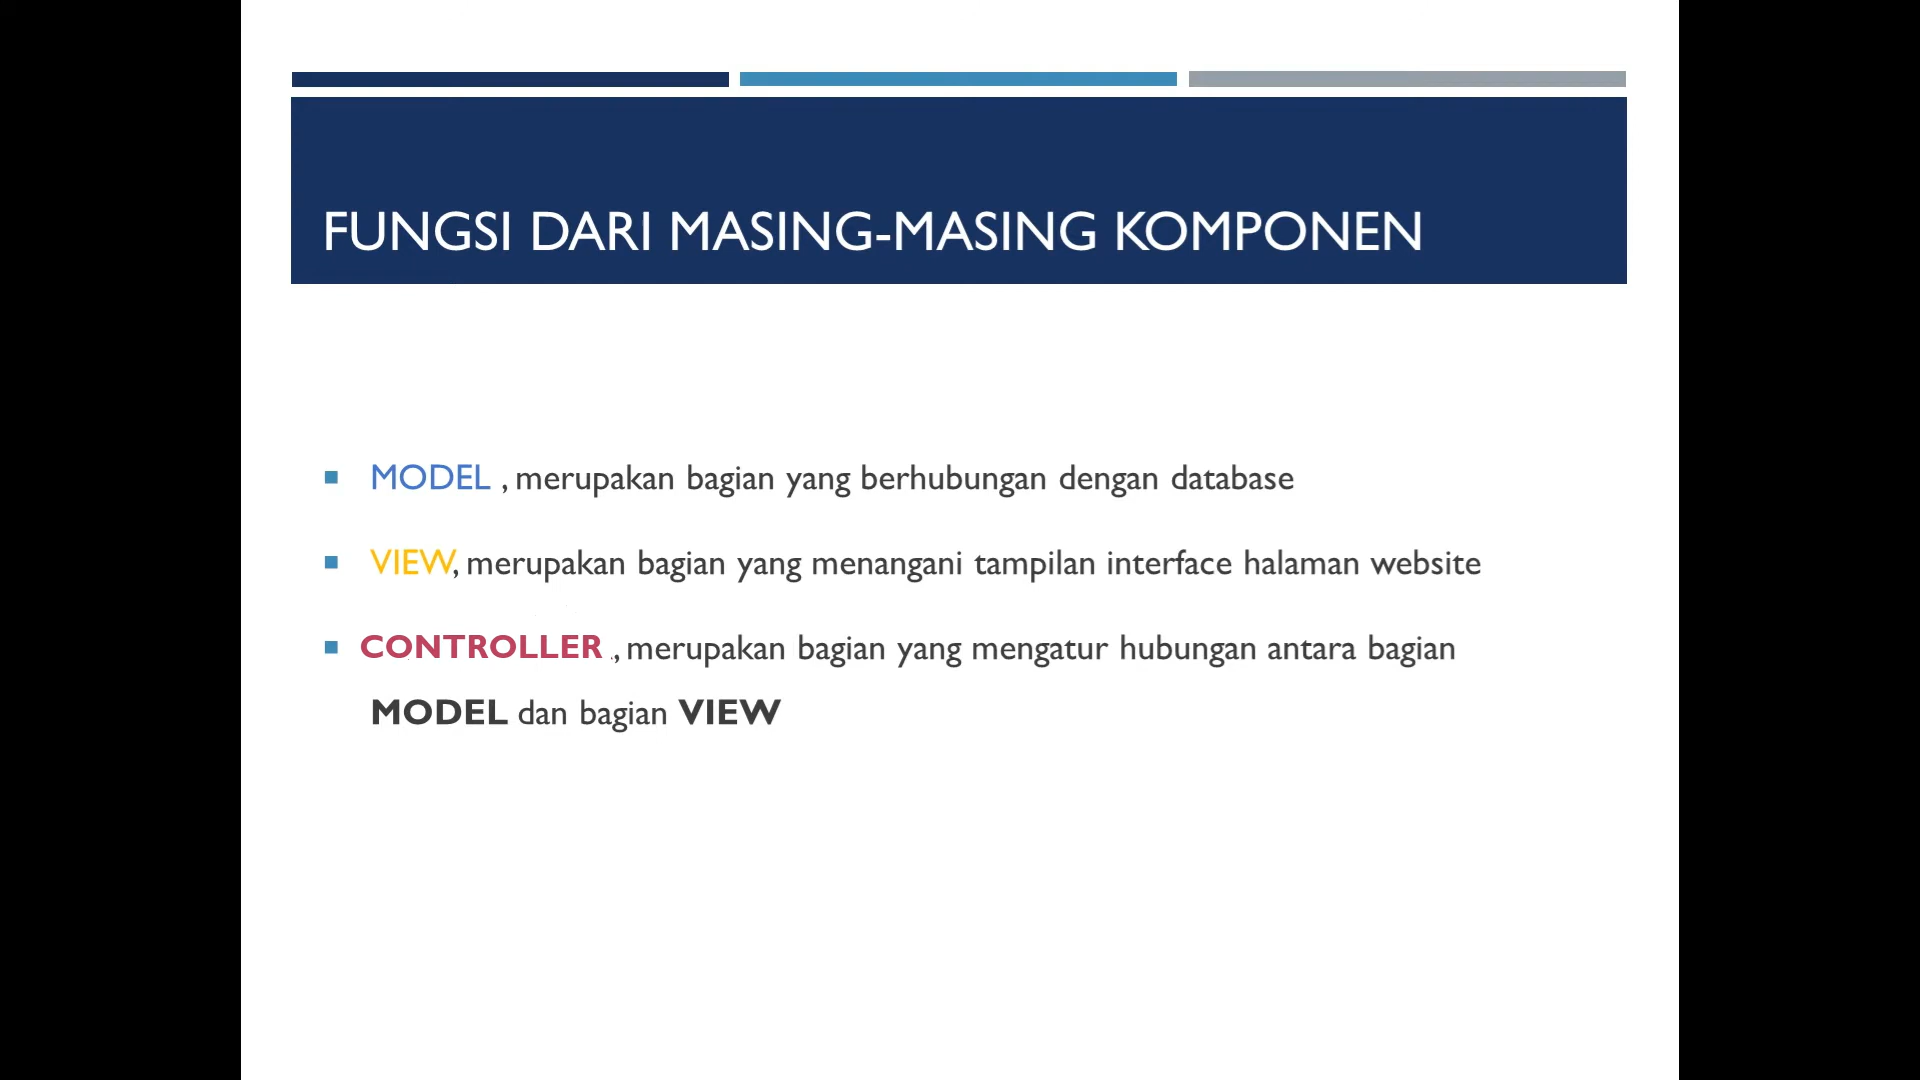 FUNGSI DARI MASING-MASING KOMPONEN
MODEL , merupakan bagian yang berhubungan dengan database
VIEW, merupakan bagian yang menangani tampilan interface halaman website
CONTROLLER , merupakan bagian yang mengatur hubungan antara bagian
MODEL dan bagian VIEW